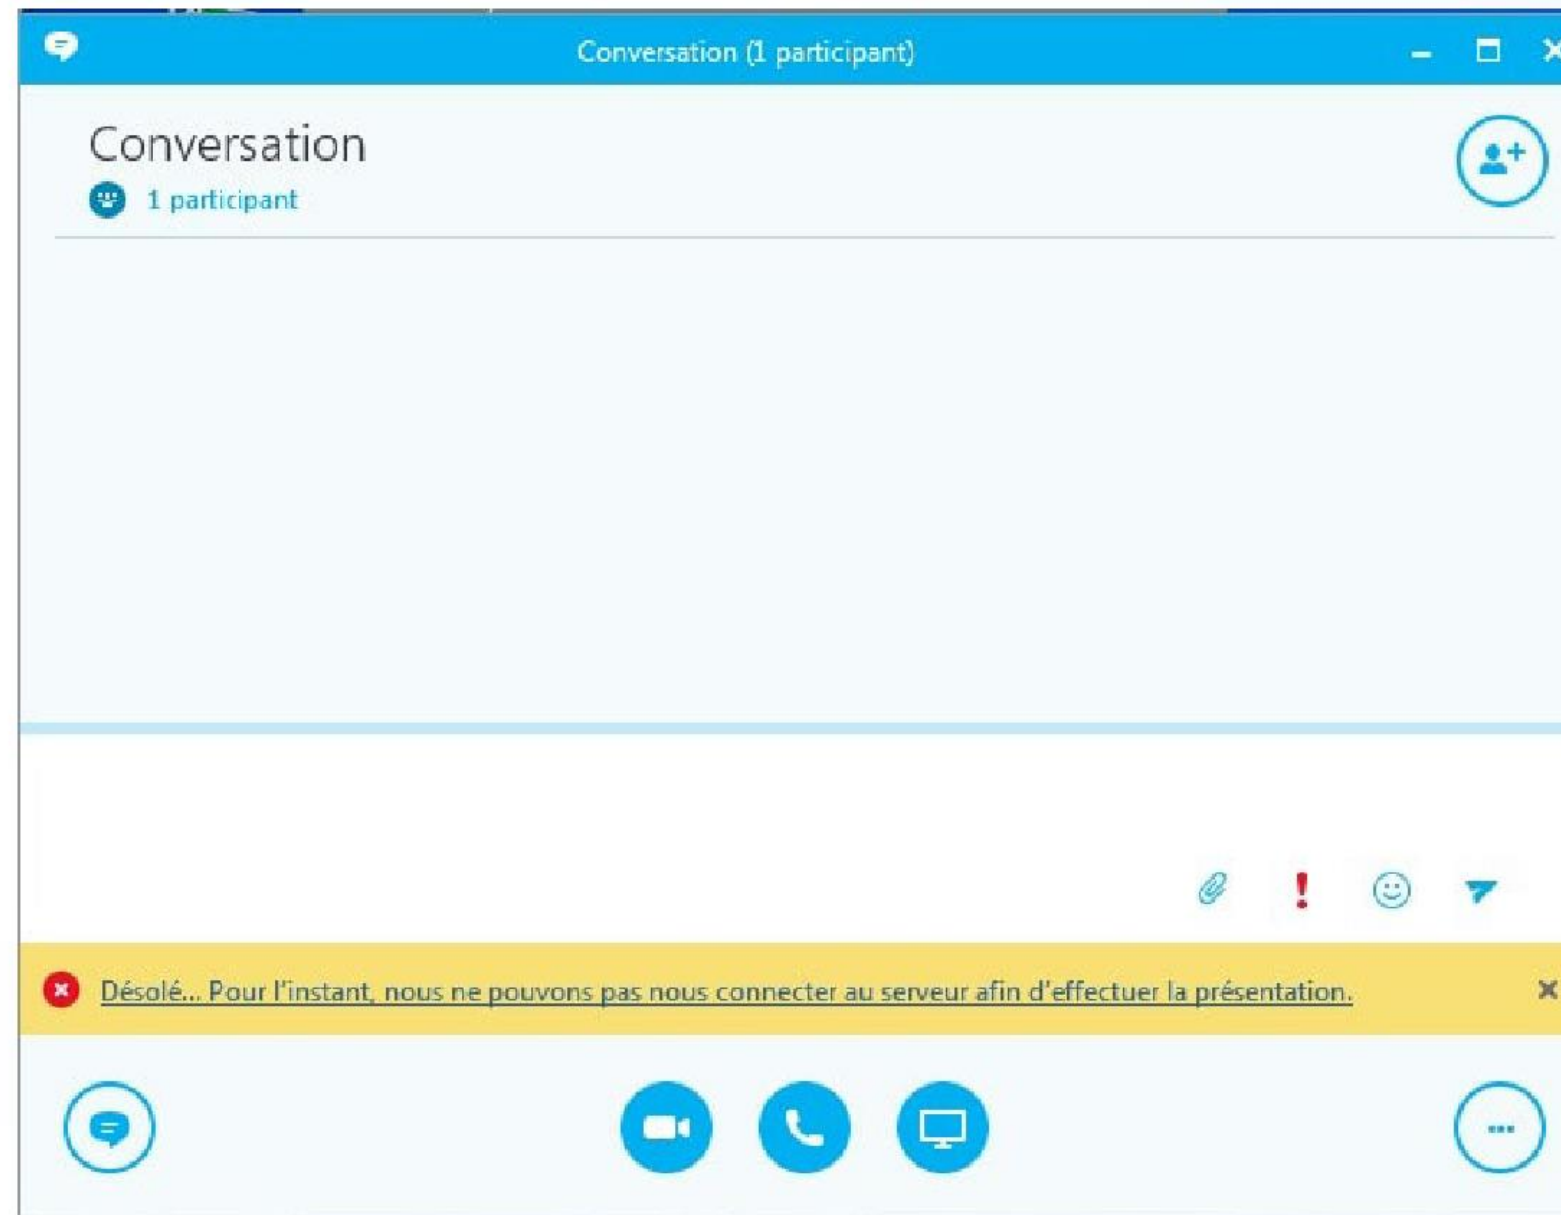 Conversation (1 participant)
Conversation
1 participant
Désolé... Pour l'instant, nous ne pouvons pas nous connecter au serveur afin d'effectuer la présentation.